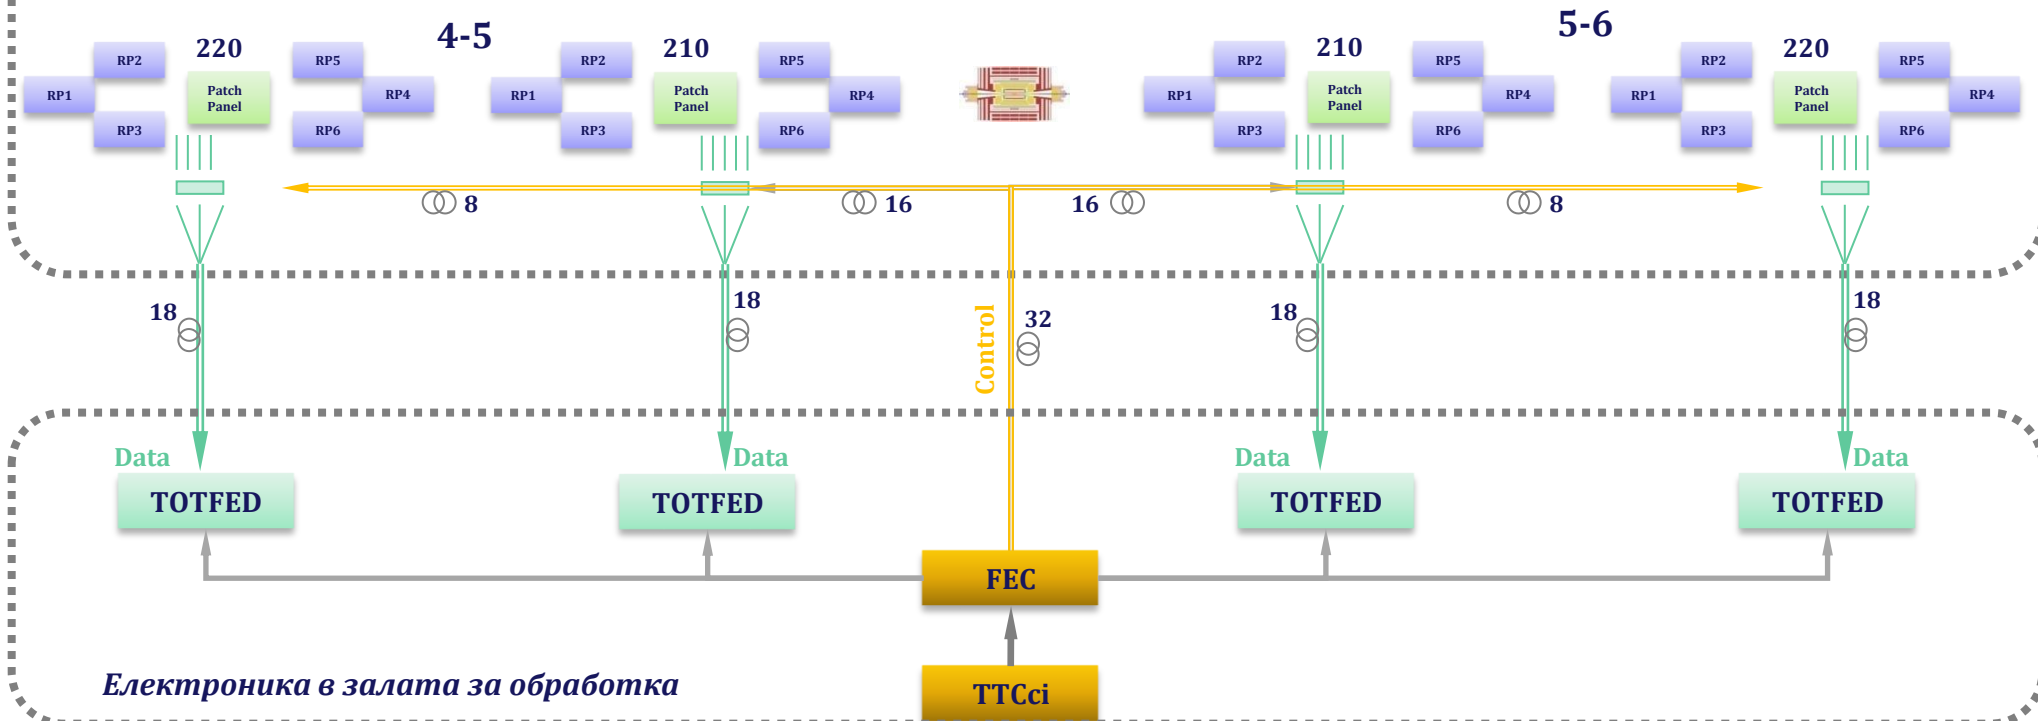 4-5
5-6
220
210
210
220
RP2
RP5
RP2
RP5
RP2
RP5
RP2
RP5
RP1
Patch
Panel
RP4
RP1
Patch
Panel
RP4
RP1
Patch
Panel
RP4
RP1
Patch
Panel
RP4
RP3
RP6
RP3
RP6
RP3
RP6
RP3
RP6
8
16
16
8
18
18
Control
32
18
18
Data
Data
Data
Data
TOTFED
TOTFED
TOTFED
TOTFED
FEC
Електроника в залата за обработка
TTCci